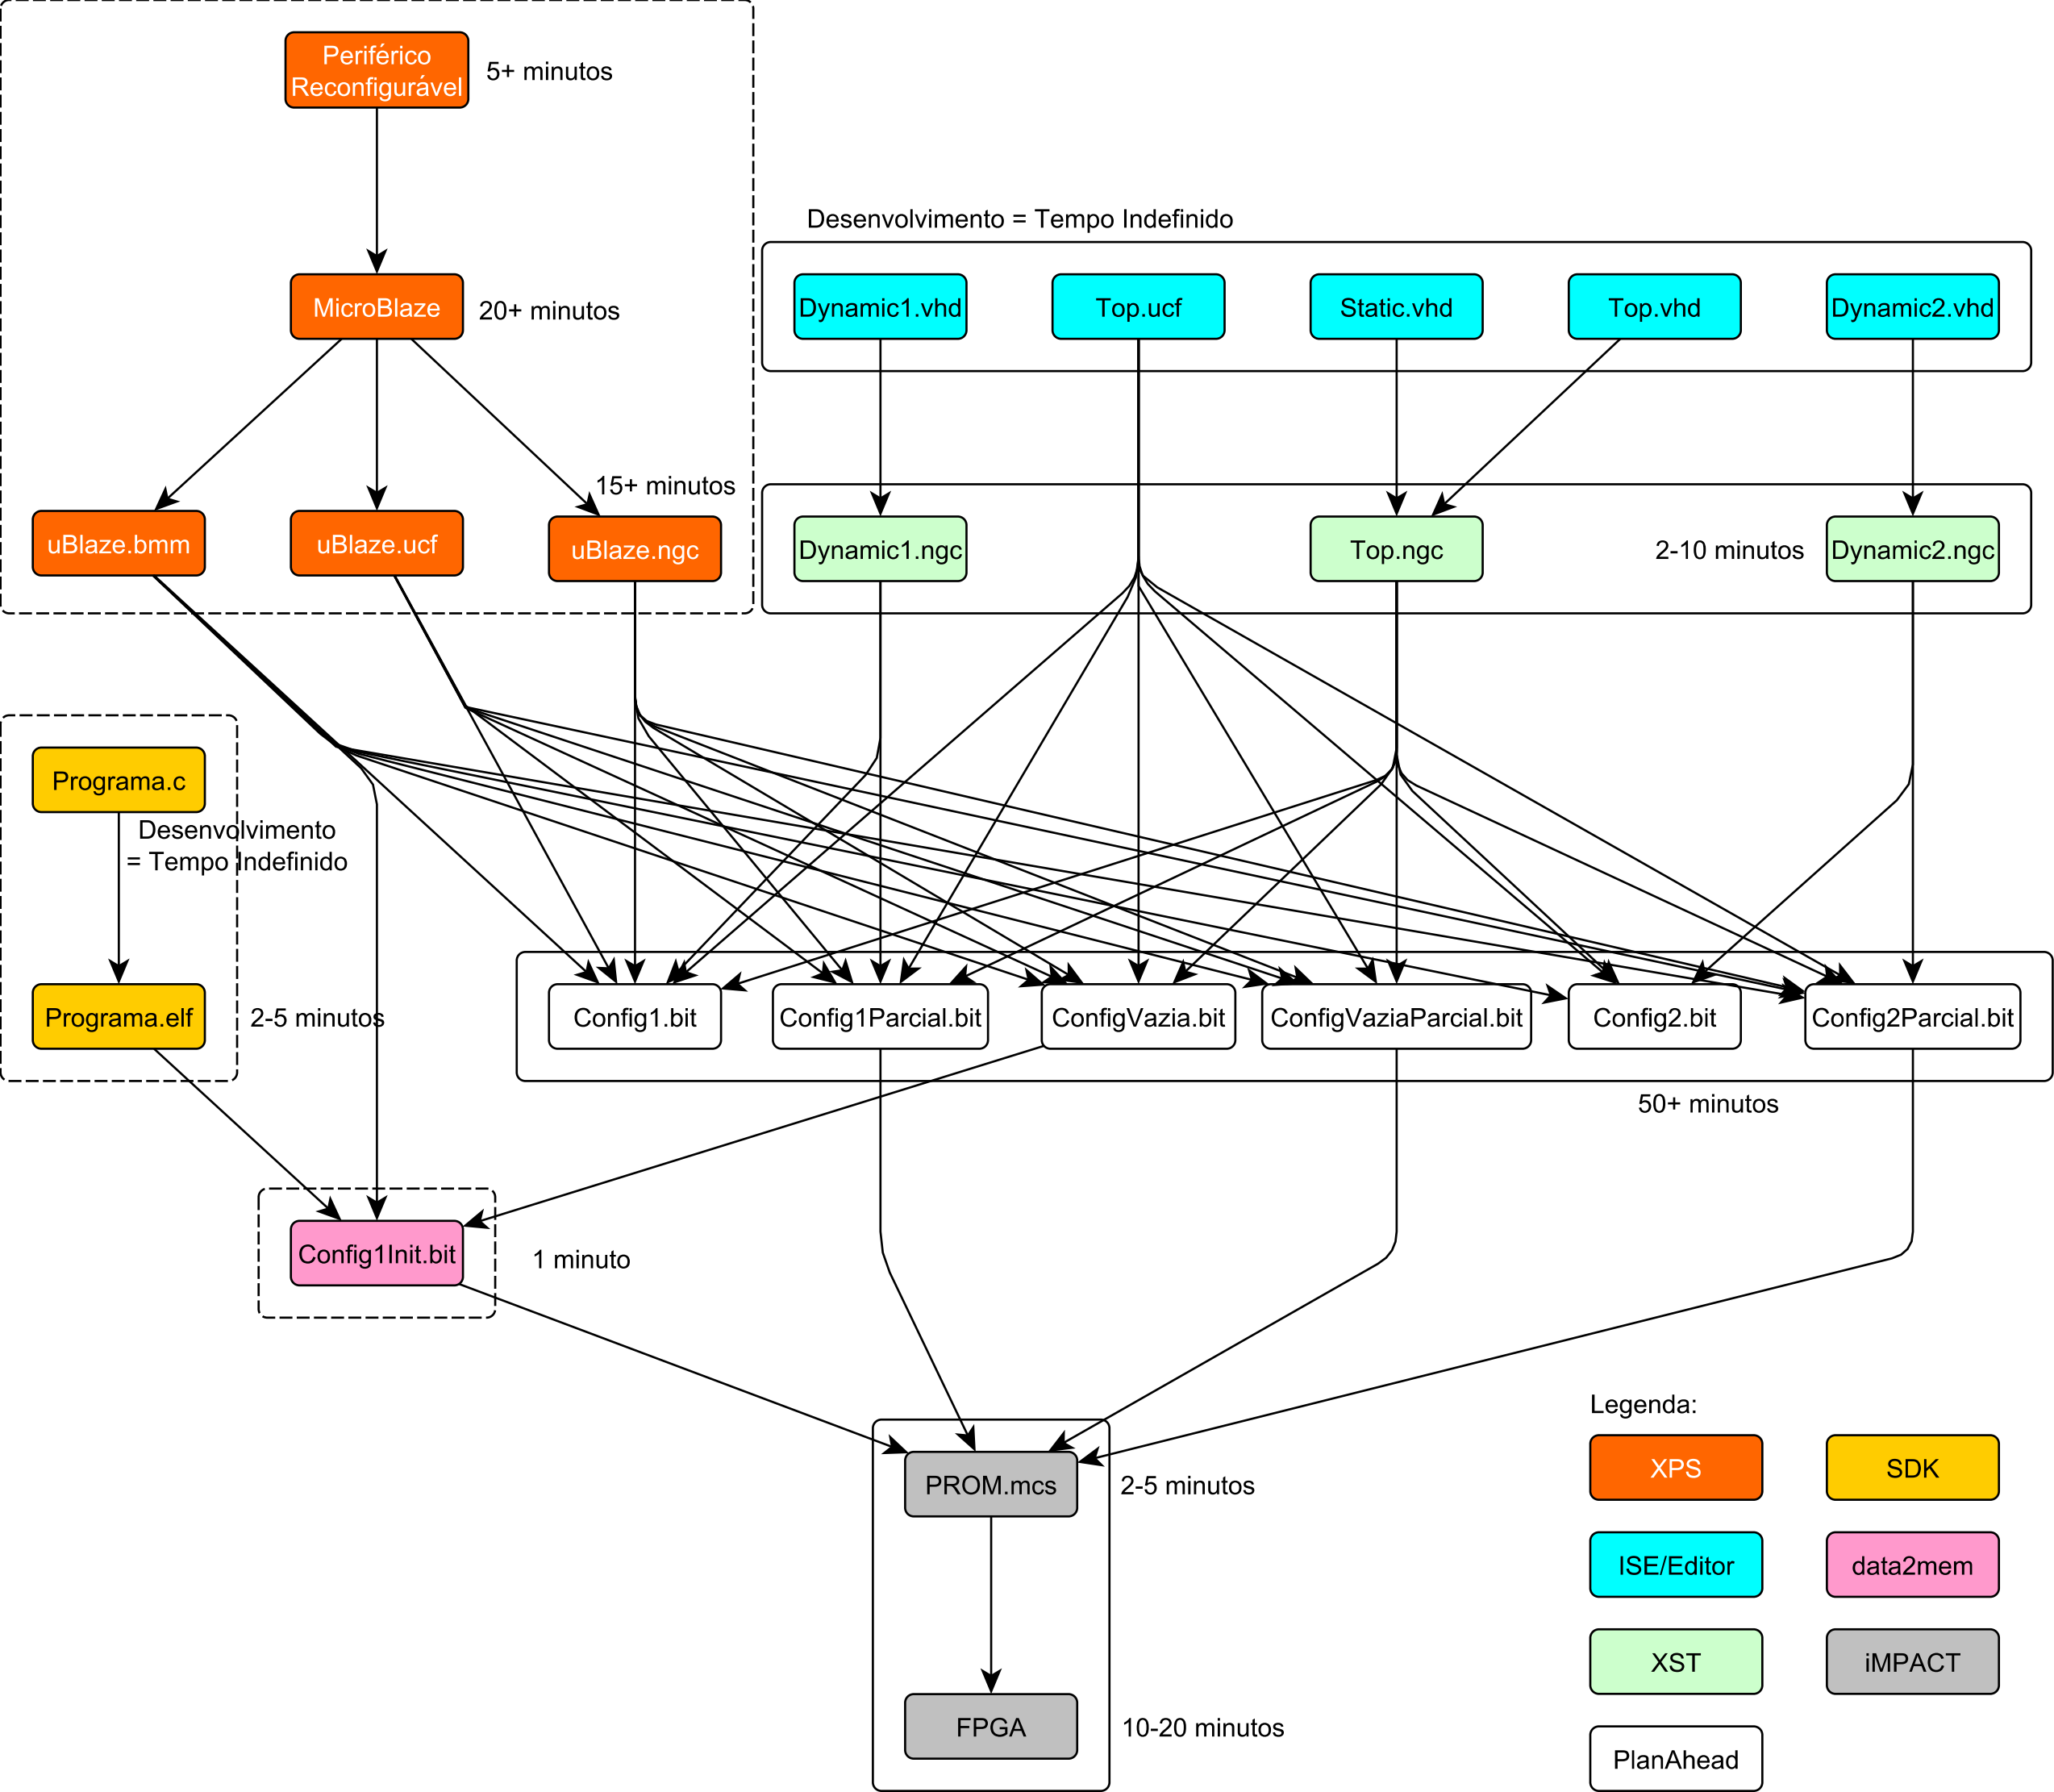 Periférico
Reconfigurável
5+ minutos
Desenvolvimento = Tempo Indefinido
MicroBlaze
20+ minutos
Dynamic1.vhd
Top.ucf
Static.vhd
Top.vhd
Dynamic2.vhd
15+ minutos
uBlaze.bmm
uBlaze.ucf
uBlaze.ngc
Dynamic1.ngc
Top.ngc
2-10 minutos
Dynamic2.ngc
Programa.c
Desenvolvimento
= Tempo Indefinido
Programa.elf
2-5 minutos
Config1.bit
Config1Parcial.bit
ConfigVazia.bit
ConfigVaziaParcial.bit
Config2.bit
Config2Parcial.bit
50+ minutos
Config1Init.bit
1 minuto
PROM.mcs
2-5 minutos
FPGA
10-20 minutos
Legenda:
XPS
SDK
ISE/Editor
data2mem
XST
iMPACT
PlanAhead